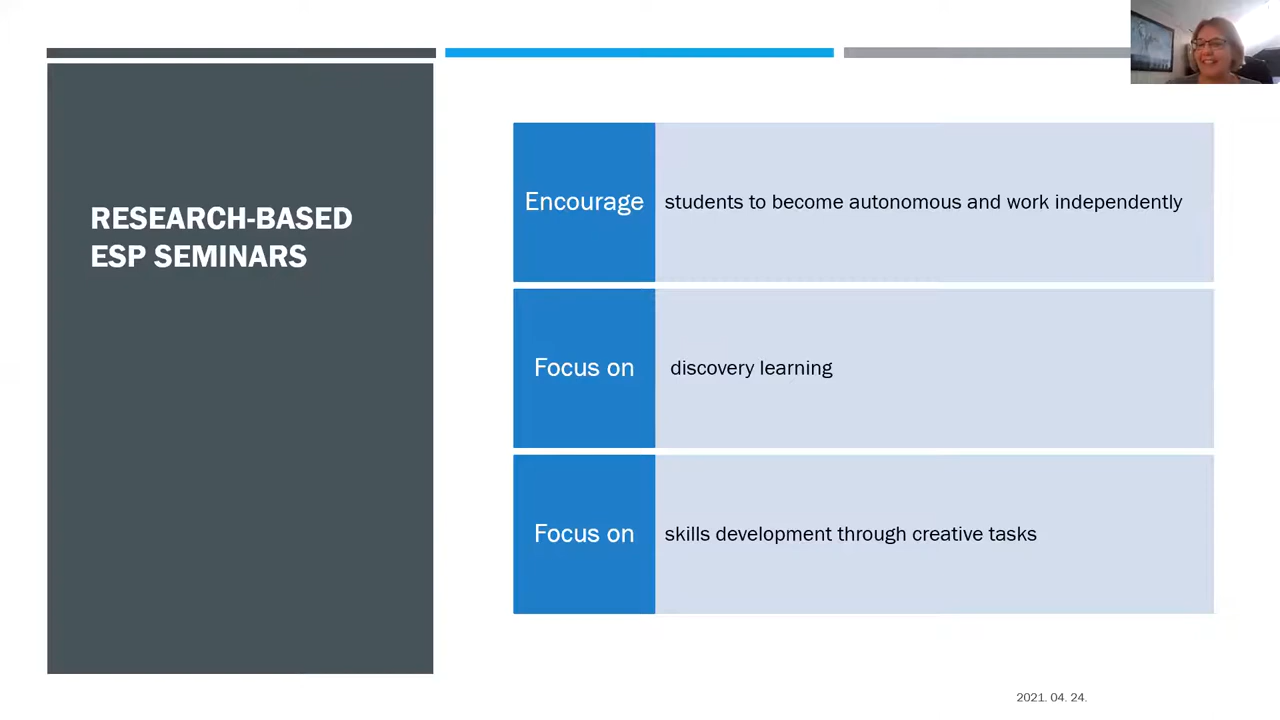 RESEARCH-BASED
ESP SEMINARS
Encourage
students to become autonomous and work independently
Focus on
discovery learning
Focus on
skills development through creative tasks
2021. 04. 24.